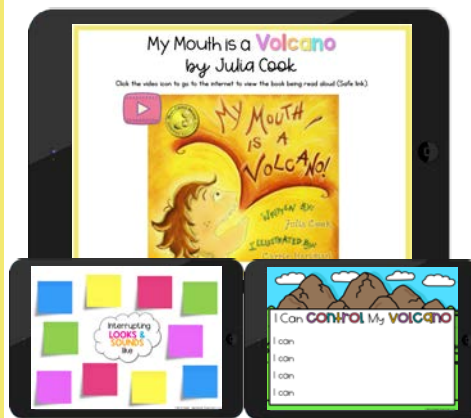 My Mouth is a Volcano
by Julia Cook
Click the video icon to go to the internet to view the book being read aloud (Safe link).
MY MOUTH
IS A
VOLCANO!
WRITTEN BY:
Julia Cook
ILLUSTRATED BY:
Interrupting
LOOKS &
SOUNDS
like
I Can CONTROL My VOLCANO
I can
I can
I can
I can